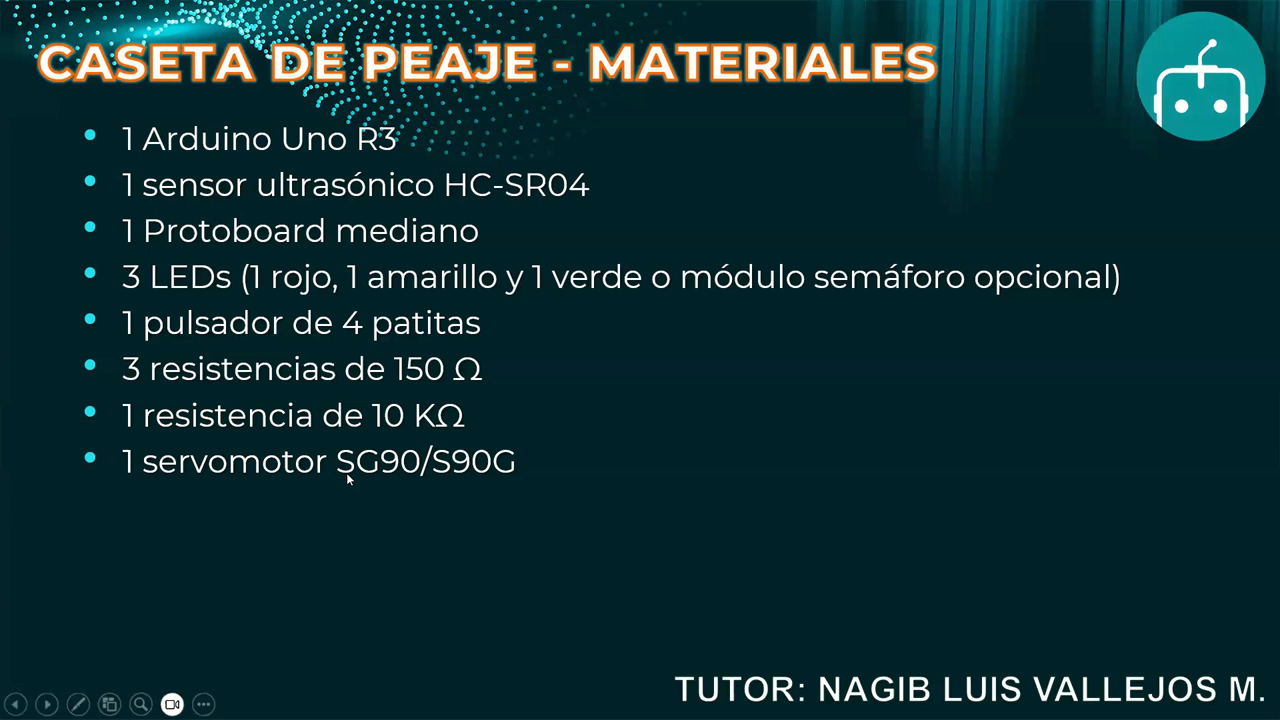 CASETA DE PEAJE - MATERIALES
• 1 Arduino Uno R3
• 1 sensor ultrasónico HC-SR04
• 1 Protoboard mediano
• 3 LEDs (1 rojo, 1 amarillo y 1 verde o módulo semáforo opcional)
• 1 pulsador de 4 patitas
• 3 resistencias de 150 Ω
• 1 resistencia de 10 KΩ
• 1 servomotor SG90/S90G
TUTOR: NAGIB LUIS VALLEJOS M.